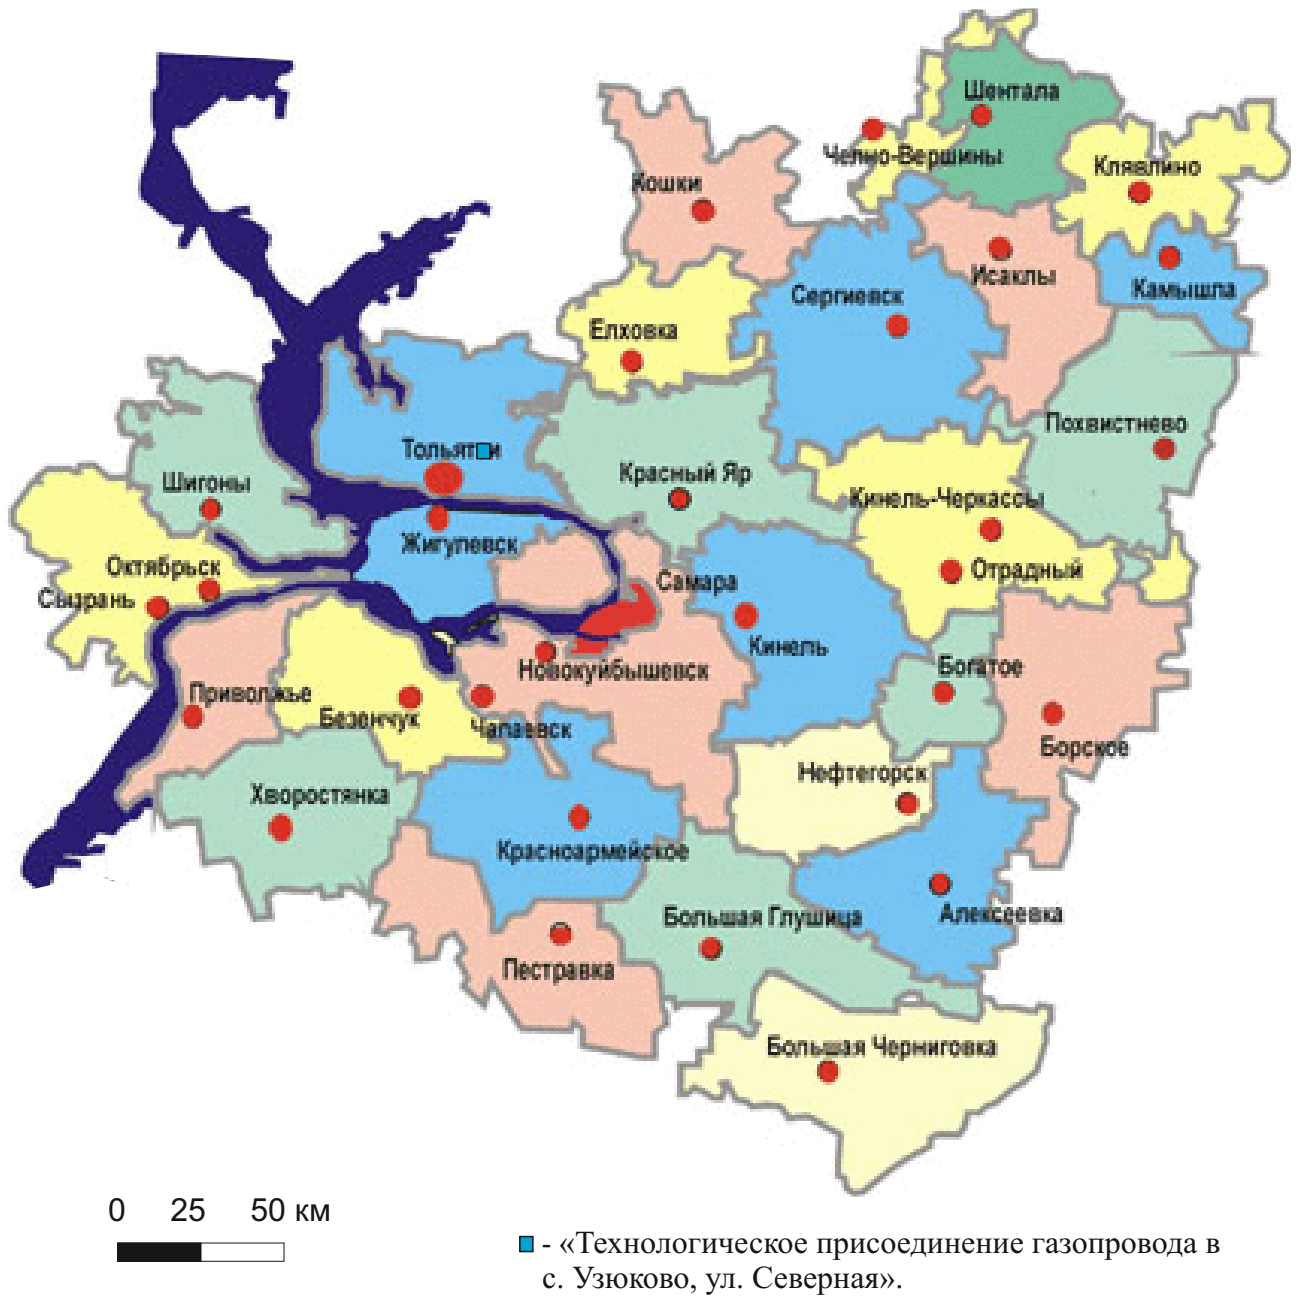 Шентала
Челно-Вершины
Клявлино
Кошки
Исаклы
Камышла
Сергиевск
Елховка
Похвистнево
Тольятти
Красный Яр
Шигоны
Кинель-Черкассы
Жигулевск
Октябрьск
Отрадный
Самара
Сызрань
Кинель
Богатое
Новокуйбышевск
Приволжье
Безенчук
Чапаевск
Борское
Нефтегорск
Хворостянка
Красноармейское
Большая Глушица
Алексеевка
Пестравка
Большая Черниговка
0 25 50 км
- «Технологическое присоединение газопровода в
с. Узюково, ул. Северная».